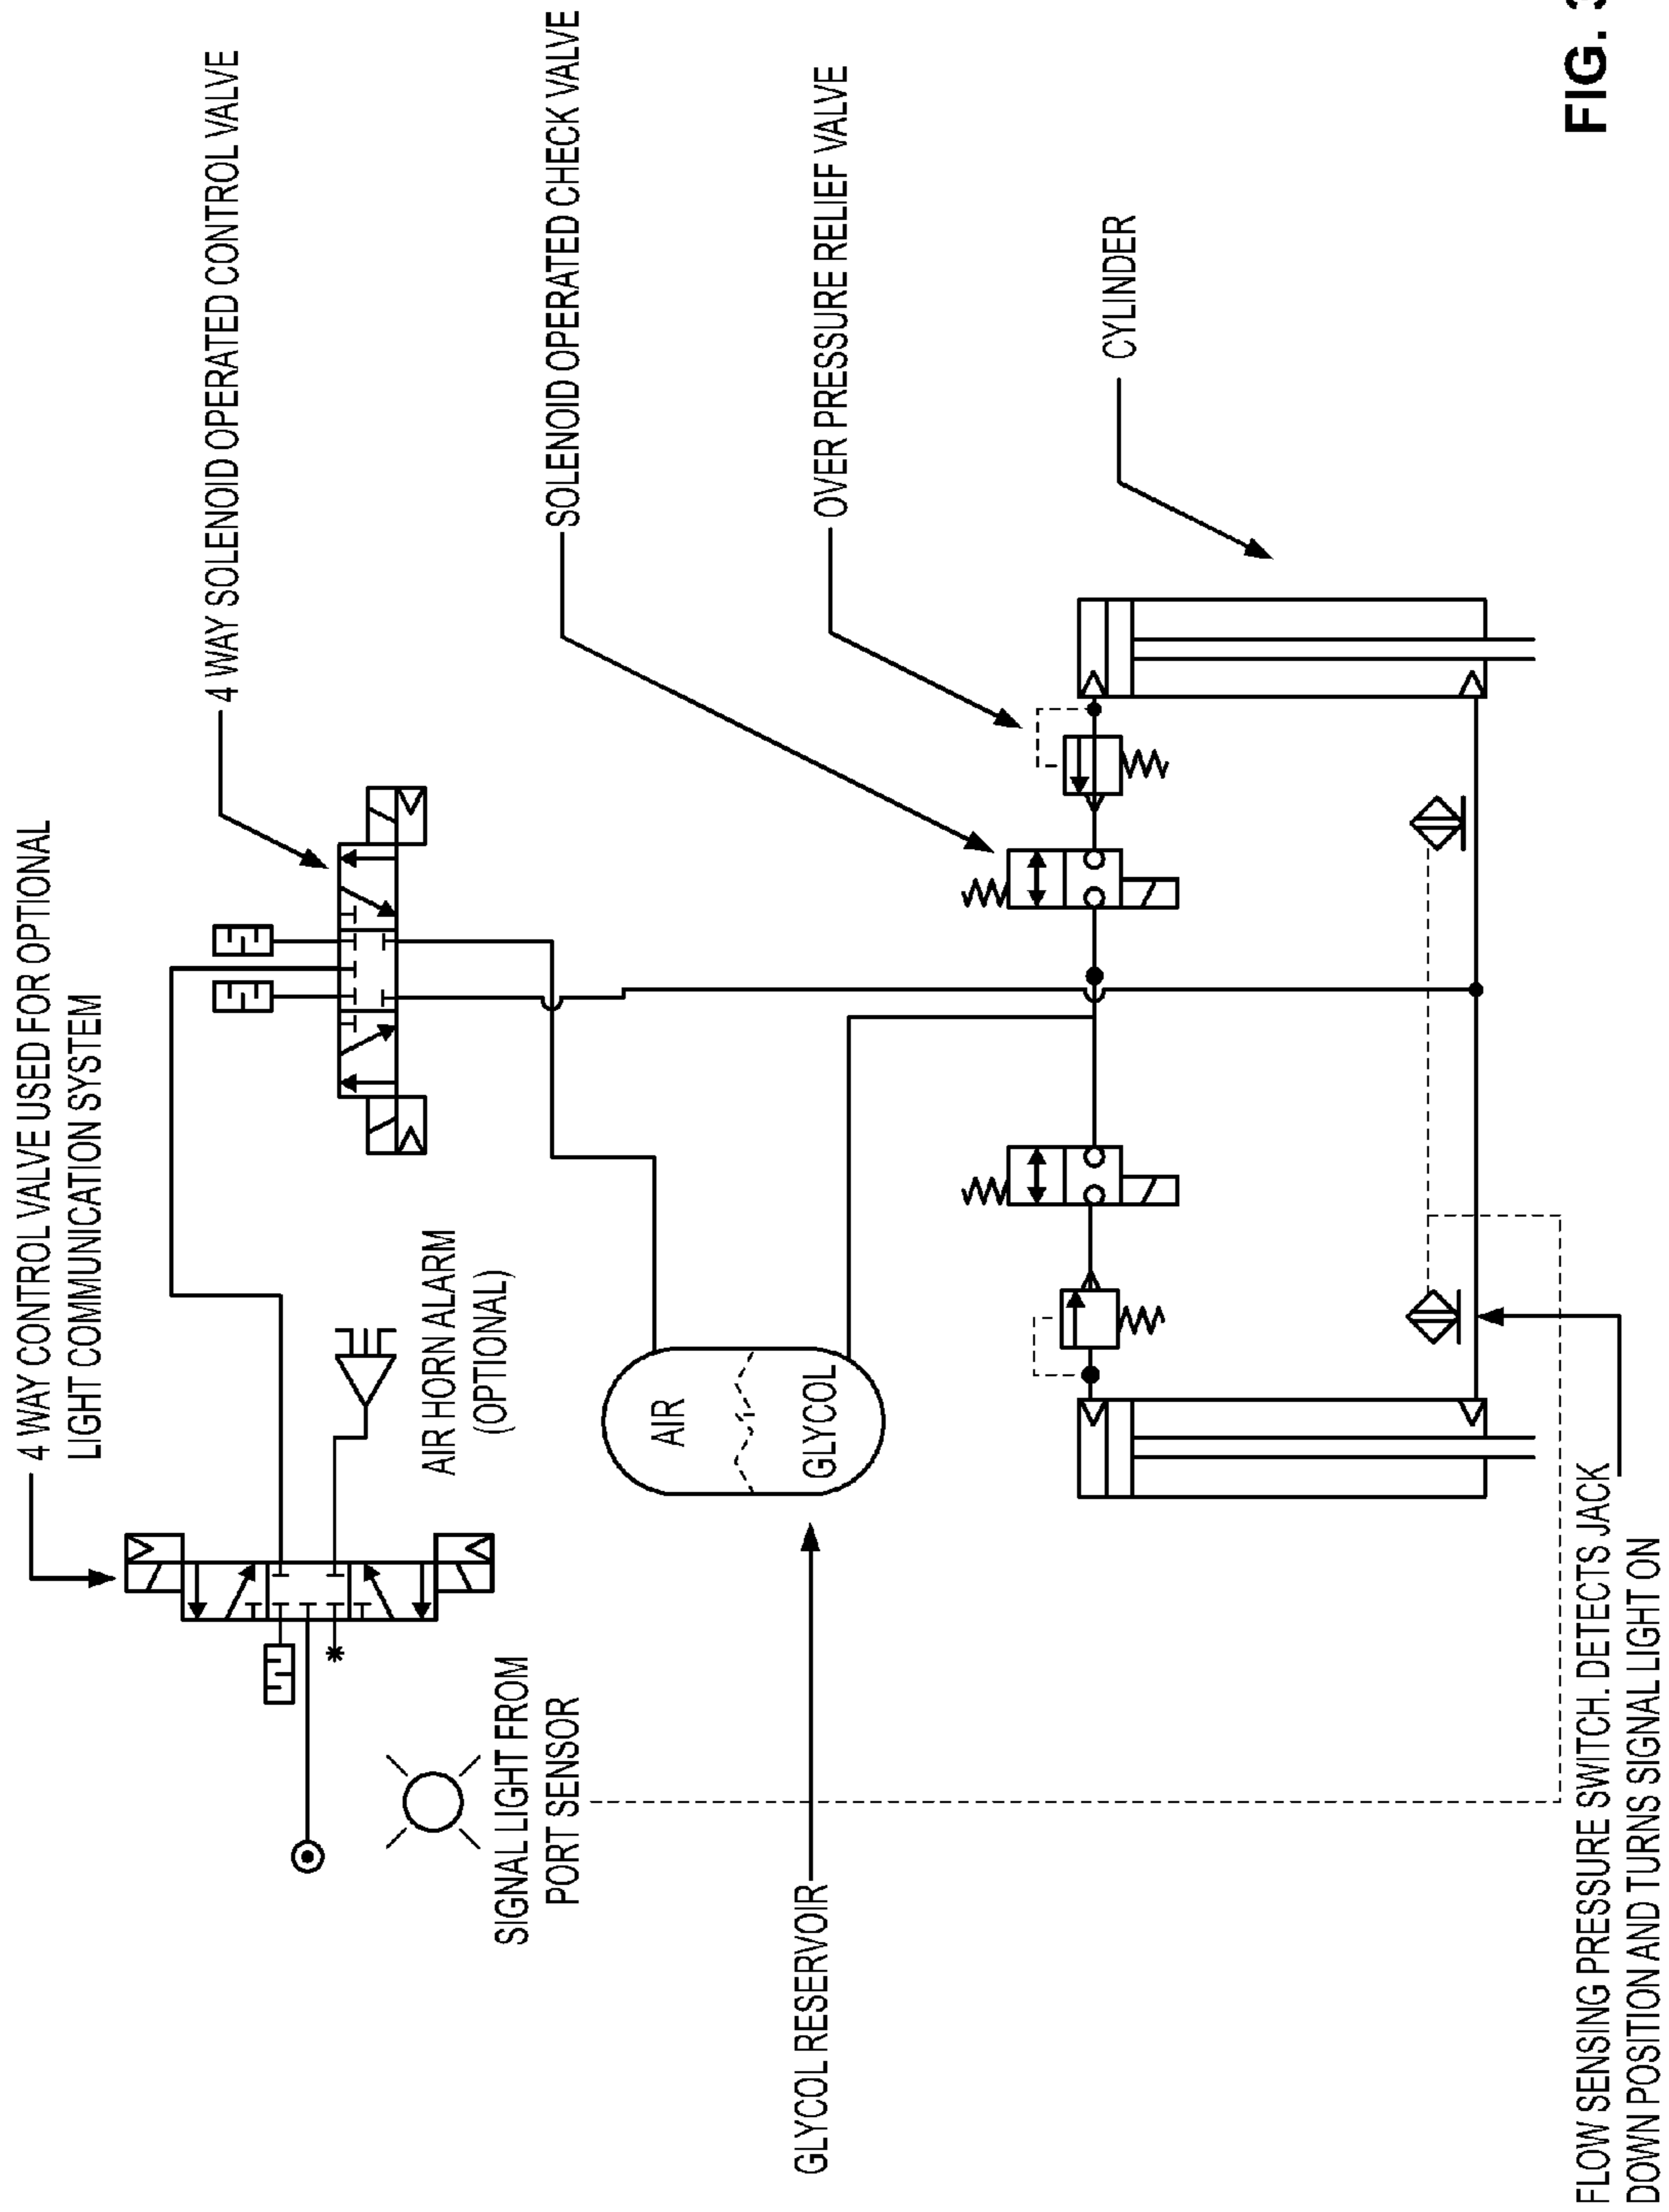 4 WAY CONTROL VALVE USED FOR OPTIONAL
LIGHT COMMUNICATION SYSTEM
4 WAY SOLENOID OPERATED CONTROL VALVE
AIR HORN ALARM
(OPTIONAL)
SIGNAL LIGHT FROM
PORT SENSOR
SOLENOID OPERATED CHECK VALVE
AIR
GLYCOL
GLYCOL RESERVOIR
OVER PRESSURE RELIEF VALVE
CYLINDER
FLOW SENSING PRESSURE SWITCH. DETECTS JACK
DOWN POSITION AND TURNS SIGNAL LIGHT ON
FIG.